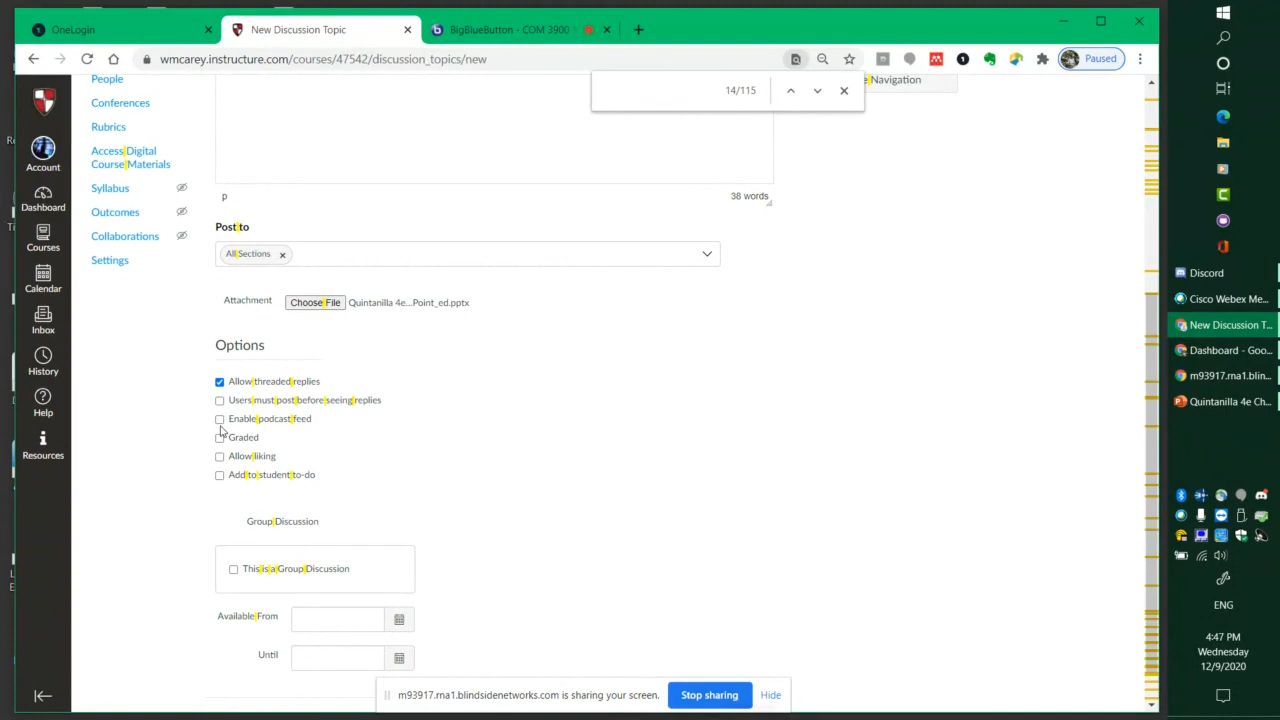 OneLogin
New Discussion Topic
BigBlueButton - COM 3900
wmcarey.instructure.com/courses/47542/discussion_topics/new
Paused
14/115
Navigation
People
Conferences
Rubrics
Access Digital
Course Materials
Syllabus
Outcomes
Collaborations
Settings
Account
Dashboard
Courses
Calendar
Inbox
History
Help
Resources
p
38 words
Post to
All Sections
Attachment
Choose File
Quintanilla 4e...Point_ed.pptx
Options
Allow threaded replies
Users must post before seeing replies
Enable podcast feed
Graded
Allow liking
Add to student to-do
Group Discussion
This is a Group Discussion
Available From
Until
m93917.rna1.blindsidenetworks.com is sharing your screen.
Stop sharing
Hide
Discord
Cisco Webex Me...
New Discussion T...
Dashboard - Goo...
m93917.rna1.blin...
Quintanilla 4e Ch...
ENG
4:47 PM
Wednesday
12/9/2020